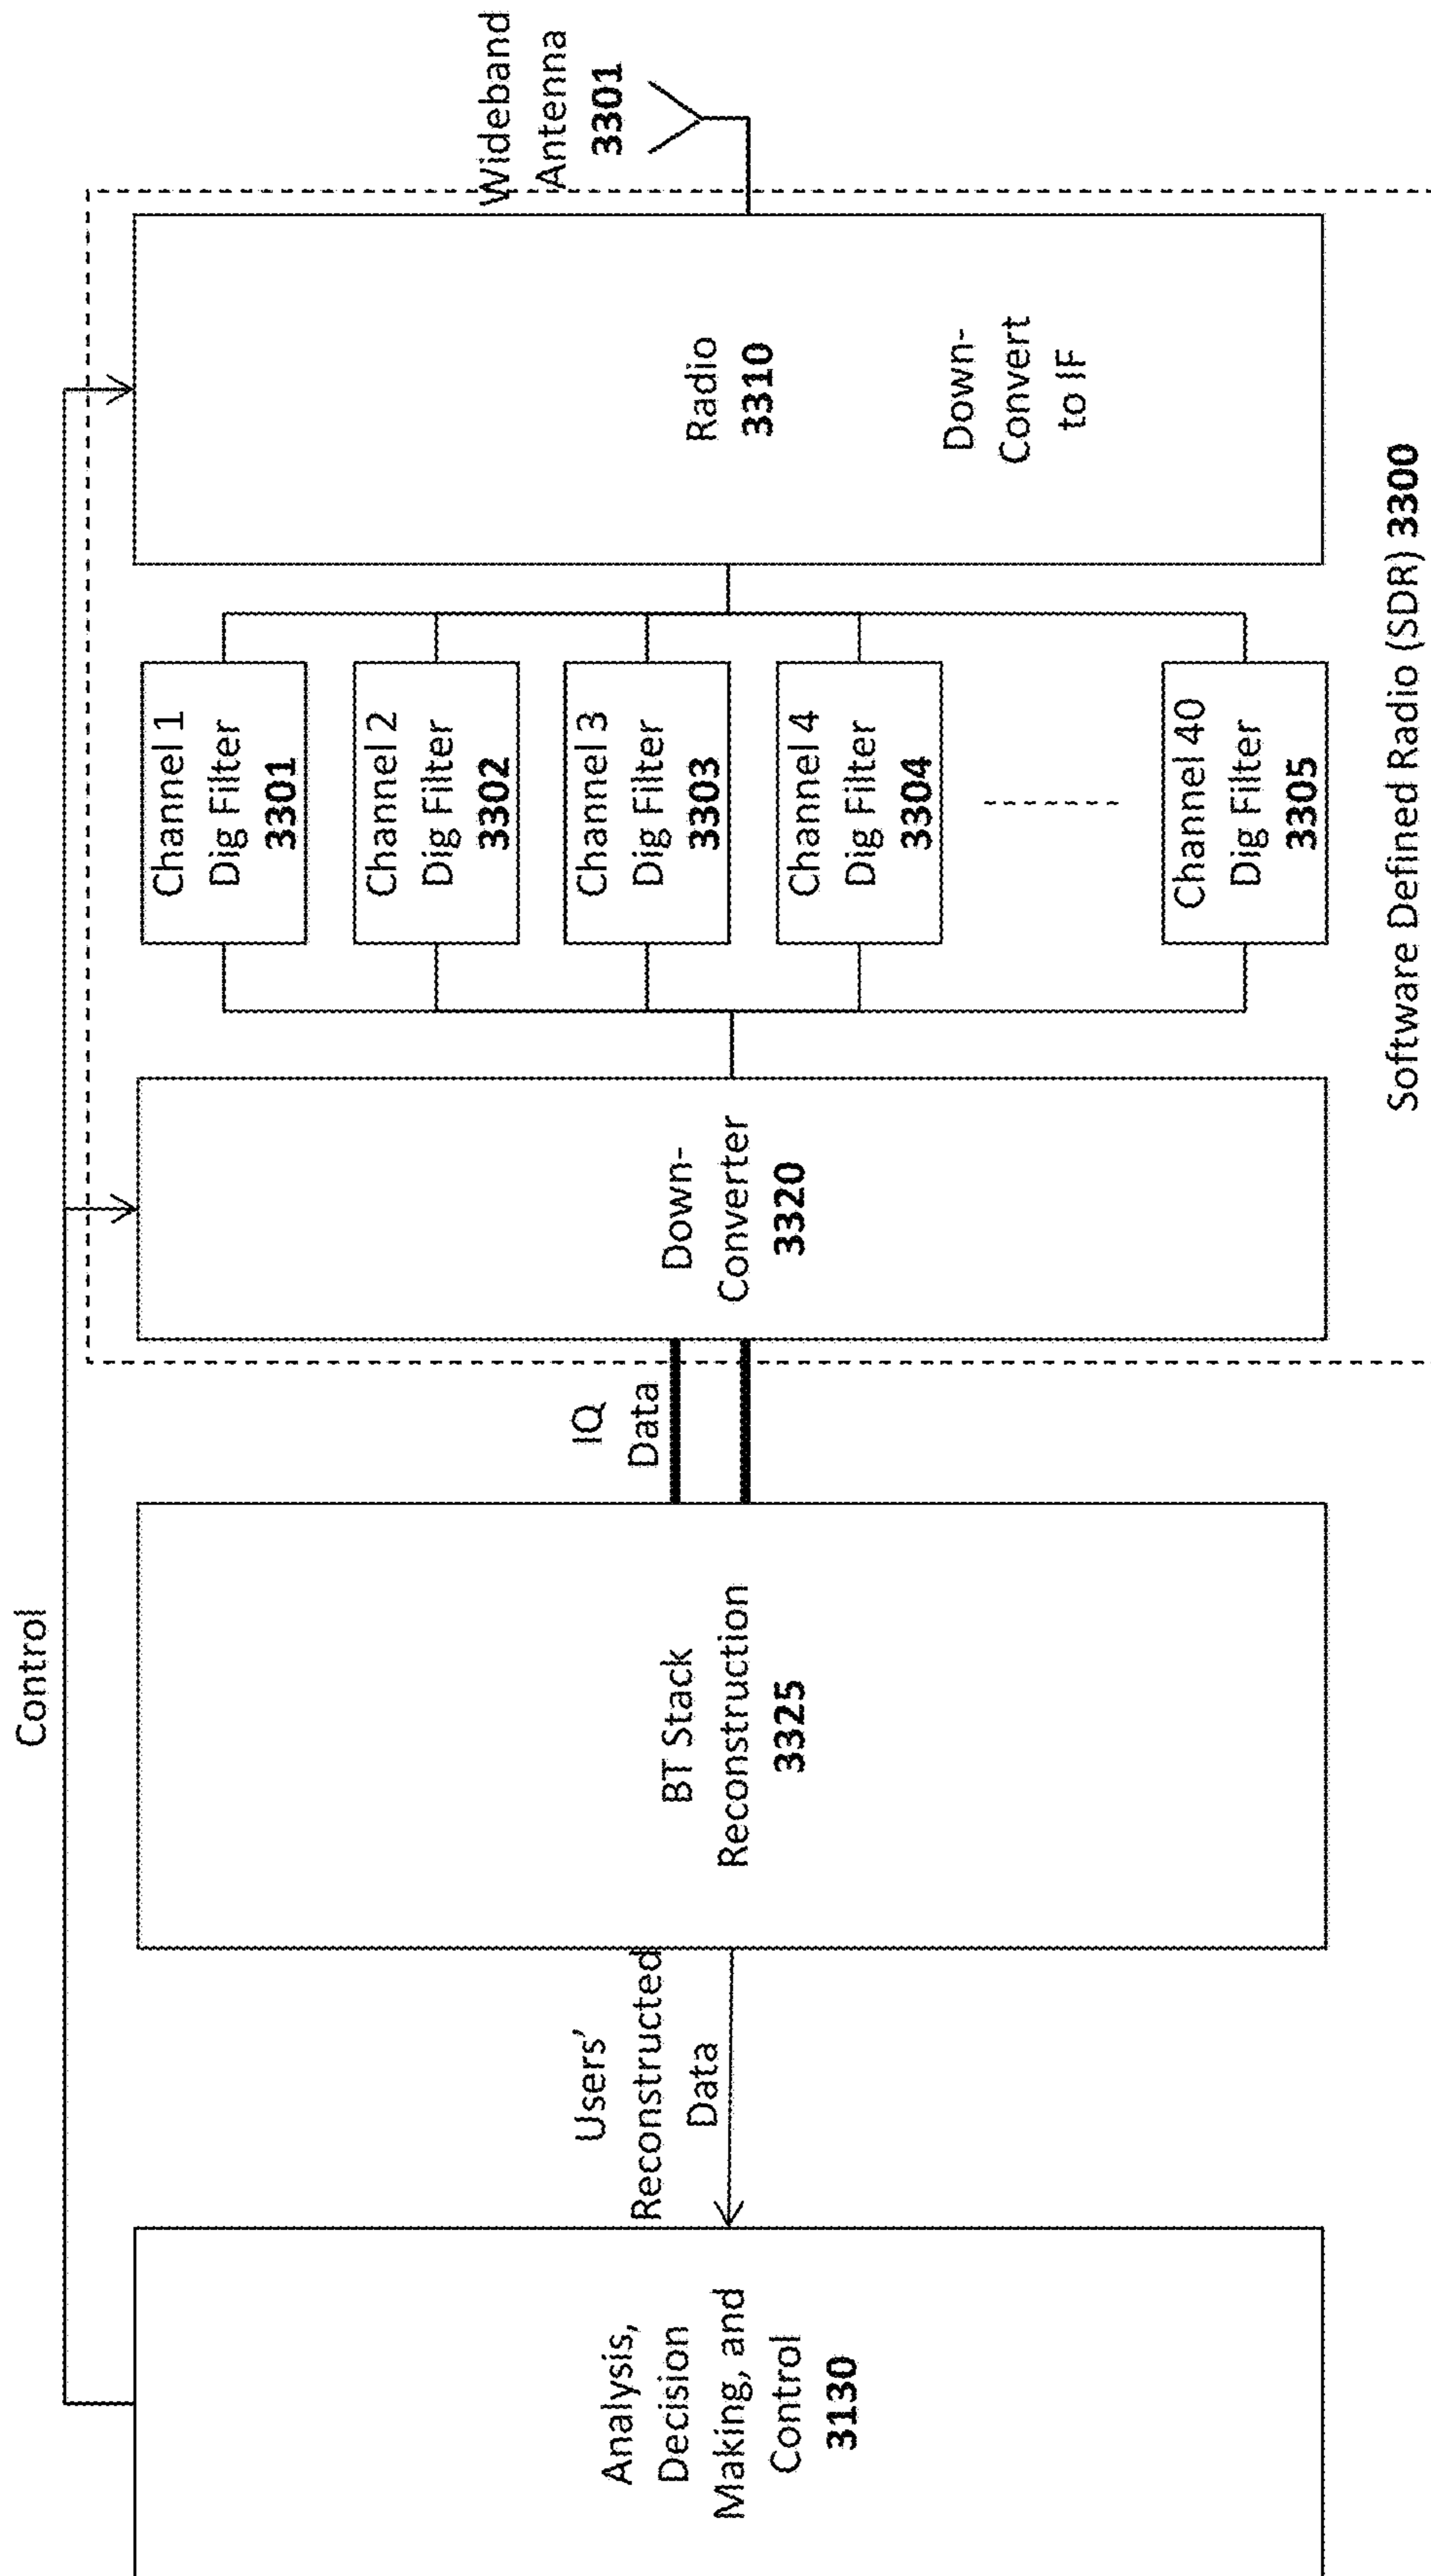 Control
Analysis,
Decision
Making, and
Control
3130
Users’
Reconstructed
Data
BT Stack
Reconstruction
3325
IQ
Data
Down-
Converter
3320
Channel 1
Dig Filter
3301
Channel 2
Dig Filter
3302
Channel 3
Dig Filter
3303
Channel 4
Dig Filter
3304
Channel 40
Dig Filter
3305
Radio
3310
Down-
Convert
to IF
Wideband
Antenna
3301
Software Defined Radio (SDR) 3300